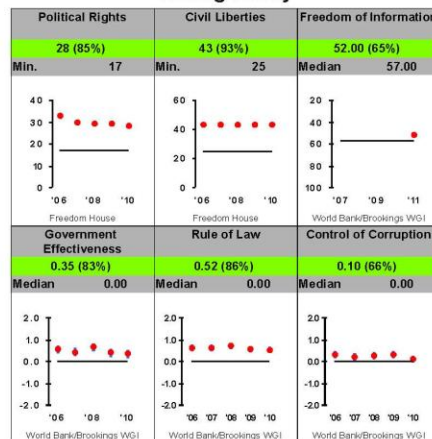 Political Rights
28 (85%)
Min. 17
40
30
20
10
0
'06 '08 '10
Freedom House
Civil Liberties
43 (93%)
Min. 25
60
40
20
0
'06 '08 '10
Freedom House
Freedom of Information
52.00 (65%)
Median 57.00
20
40
60
80
100
'07 '09 '11
World Bank/Brookings WGI
Government
Effectiveness
0.35 (83%)
Median 0.00
2.0
1.0
0.0
-1.0
-2.0
'06 '08 '10
World Bank/Brookings WGI
Rule of Law
0.52 (86%)
Median 0.00
2.0
1.0
0.0
-1.0
-2.0
'06 '07 '08 '09 '10
World Bank/Brookings WGI
Control of Corruption
0.10 (66%)
Median 0.00
2.0
1.0
0.0
-1.0
-2.0
'06 '07 '08 '09 '10
World Bank/Brookings WGI